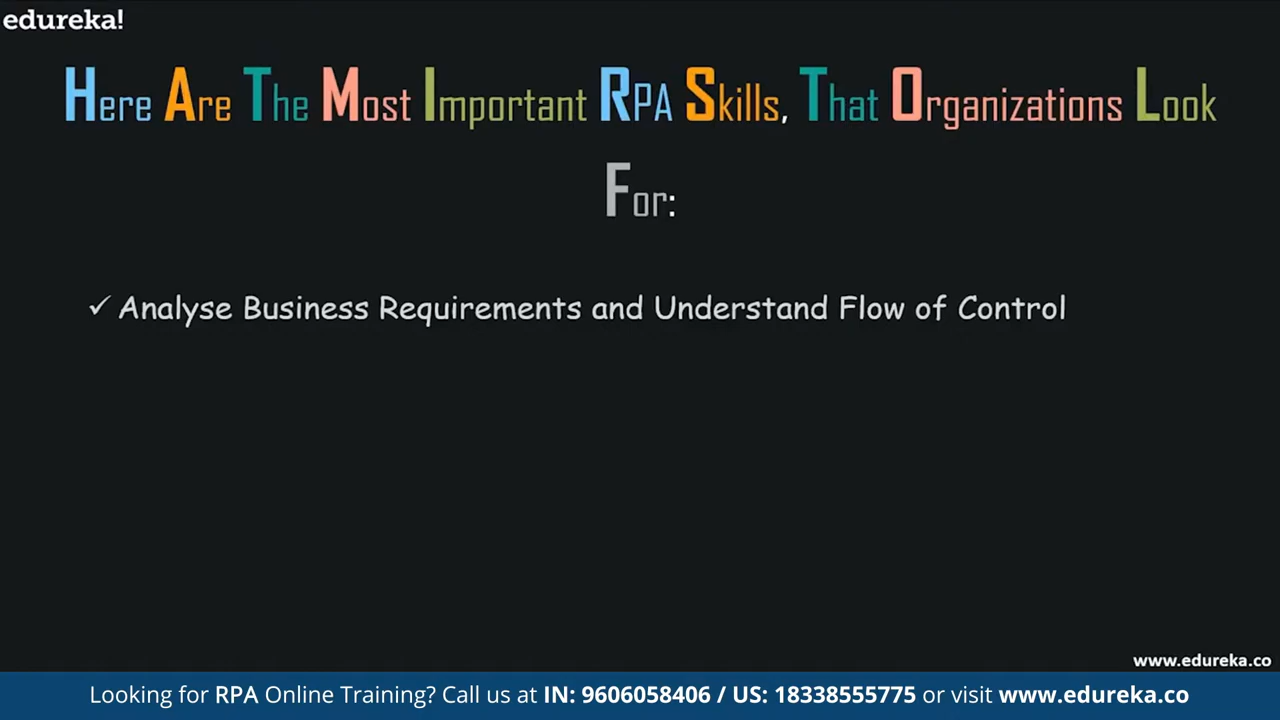 edureka!
Here Are The Most Important RPA Skills, That Organizations Look
For:
✓ Analyse Business Requirements and Understand Flow of Control
www.edureka.co
Looking for RPA Online Training? Call us at IN: 9606058406 / US: 18338555775 or visit www.edureka.co